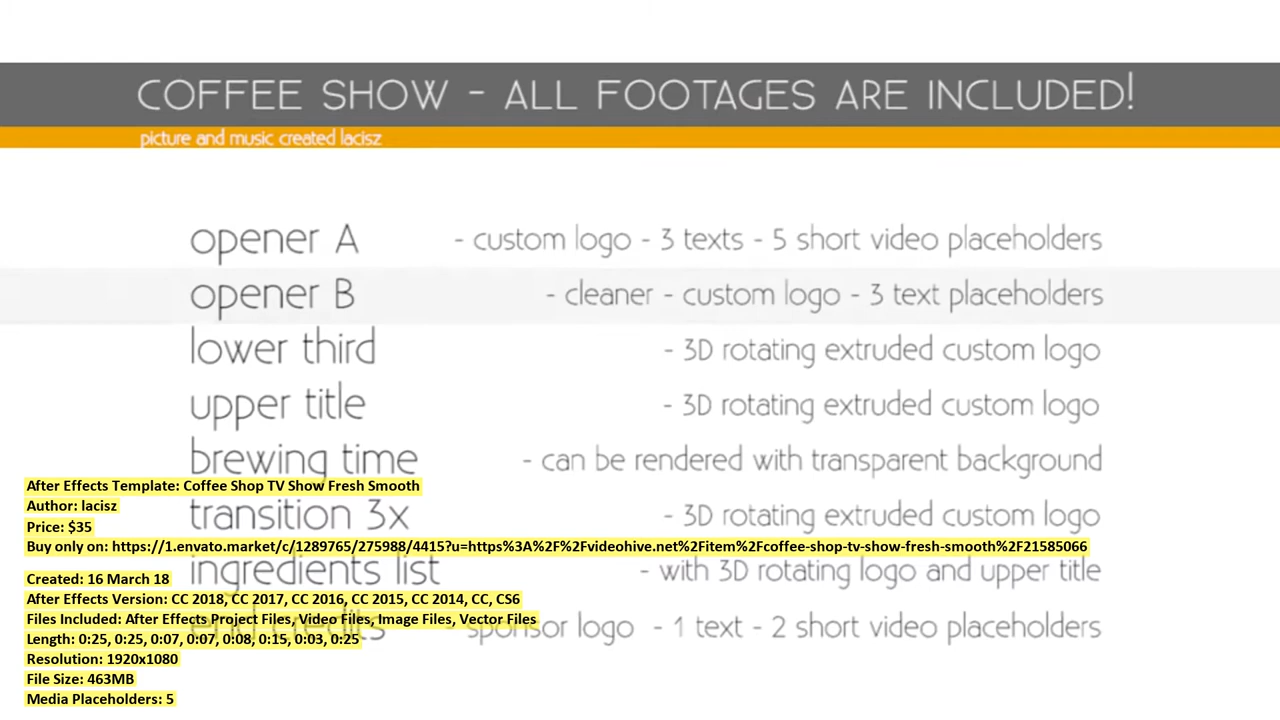 COFFEE SHOW - ALL FOOTAGES ARE INCLUDED!
picture and music created lacisz
opener A - custom logo - 3 texts - 5 short video placeholders
opener B - cleaner - custom logo - 3 text placeholders
lower third - 3D rotating extruded custom logo
upper title - 3D rotating extruded custom logo
brewing time - can be rendered with transparent background
After Effects Template: Coffee Shop TV Show Fresh Smooth
Author: lacisz
transition 3x - 3D rotating extruded custom logo
Price: $35
Buy only on: https://1.envato.market/c/1289765/275988/4415?u=https%3A%2F%2Fvideohive.net%2Fitem%2Fcoffee-shop-tv-show-fresh-smooth%2F21585066
ingredients list - with 3D rotating logo and upper title
Created: 16 March 18
After Effects Version: CC 2018, CC 2017, CC 2016, CC 2015, CC 2014, CC, CS6
Files Included: After Effects Project Files, Video Files, Image Files, Vector Files
end credits - sponsor logo - 1 text - 2 short video placeholders
Length: 0:25, 0:25, 0:07, 0:07, 0:08, 0:15, 0:03, 0:25
Resolution: 1920x1080
File Size: 463MB
Media Placeholders: 5